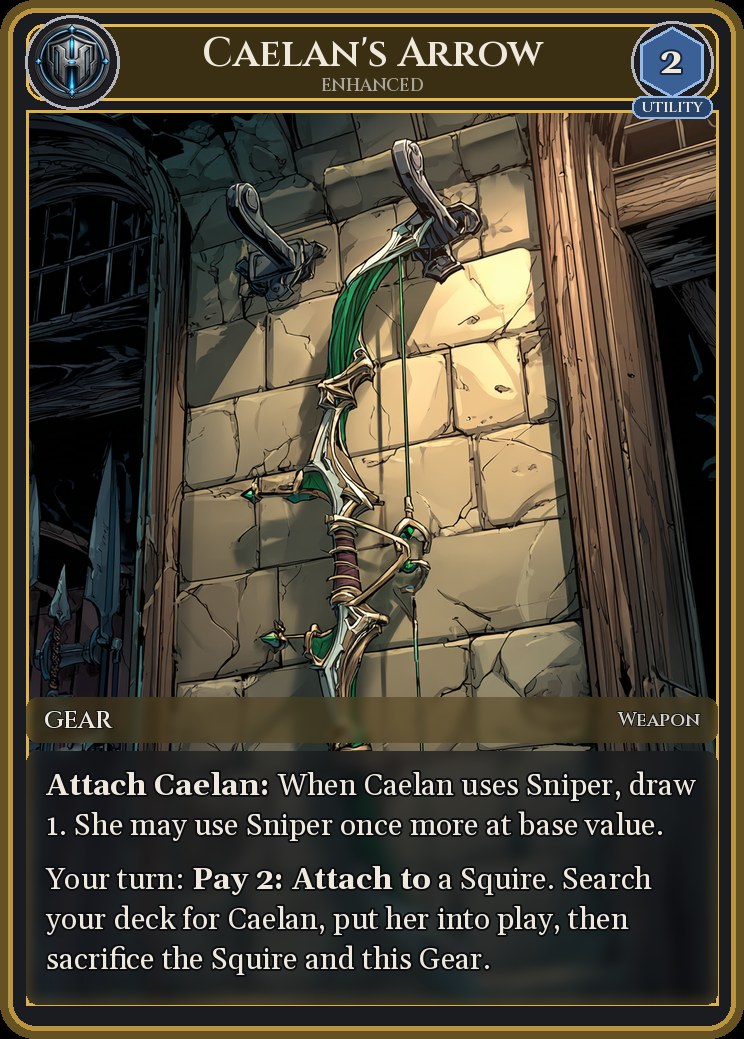 Caelan's Arrow
ENHANCED
2
UTILITY
GEAR
Weapon
Attach Caelan: When Caelan uses Sniper, draw
1. She may use Sniper once more at base value.
Your turn: Pay 2: Attach to a Squire. Search
your deck for Caelan, put her into play, then
sacrifice the Squire and this Gear.